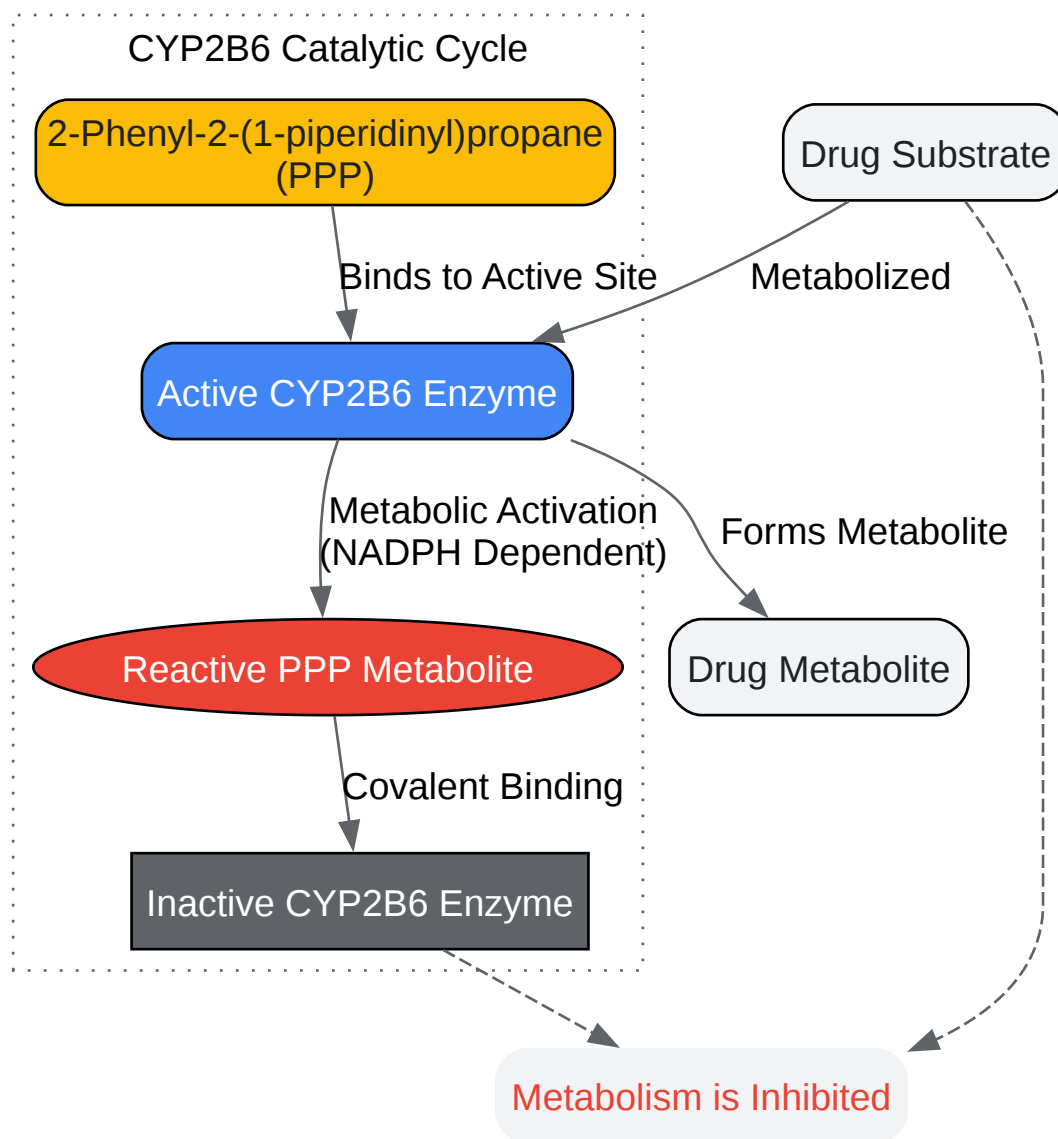 CYP2B6 Catalytic Cycle
2-Phenyl-2-(1-piperidinyl)propane
(PPP)
Drug Substrate
Binds to Active Site
Metabolized
Active CYP2B6 Enzyme
Metabolic Activation
(NADPH Dependent)
Forms Metabolite
Reactive PPP Metabolite
Drug Metabolite
Covalent Binding
Inactive CYP2B6 Enzyme
Metabolism is Inhibited